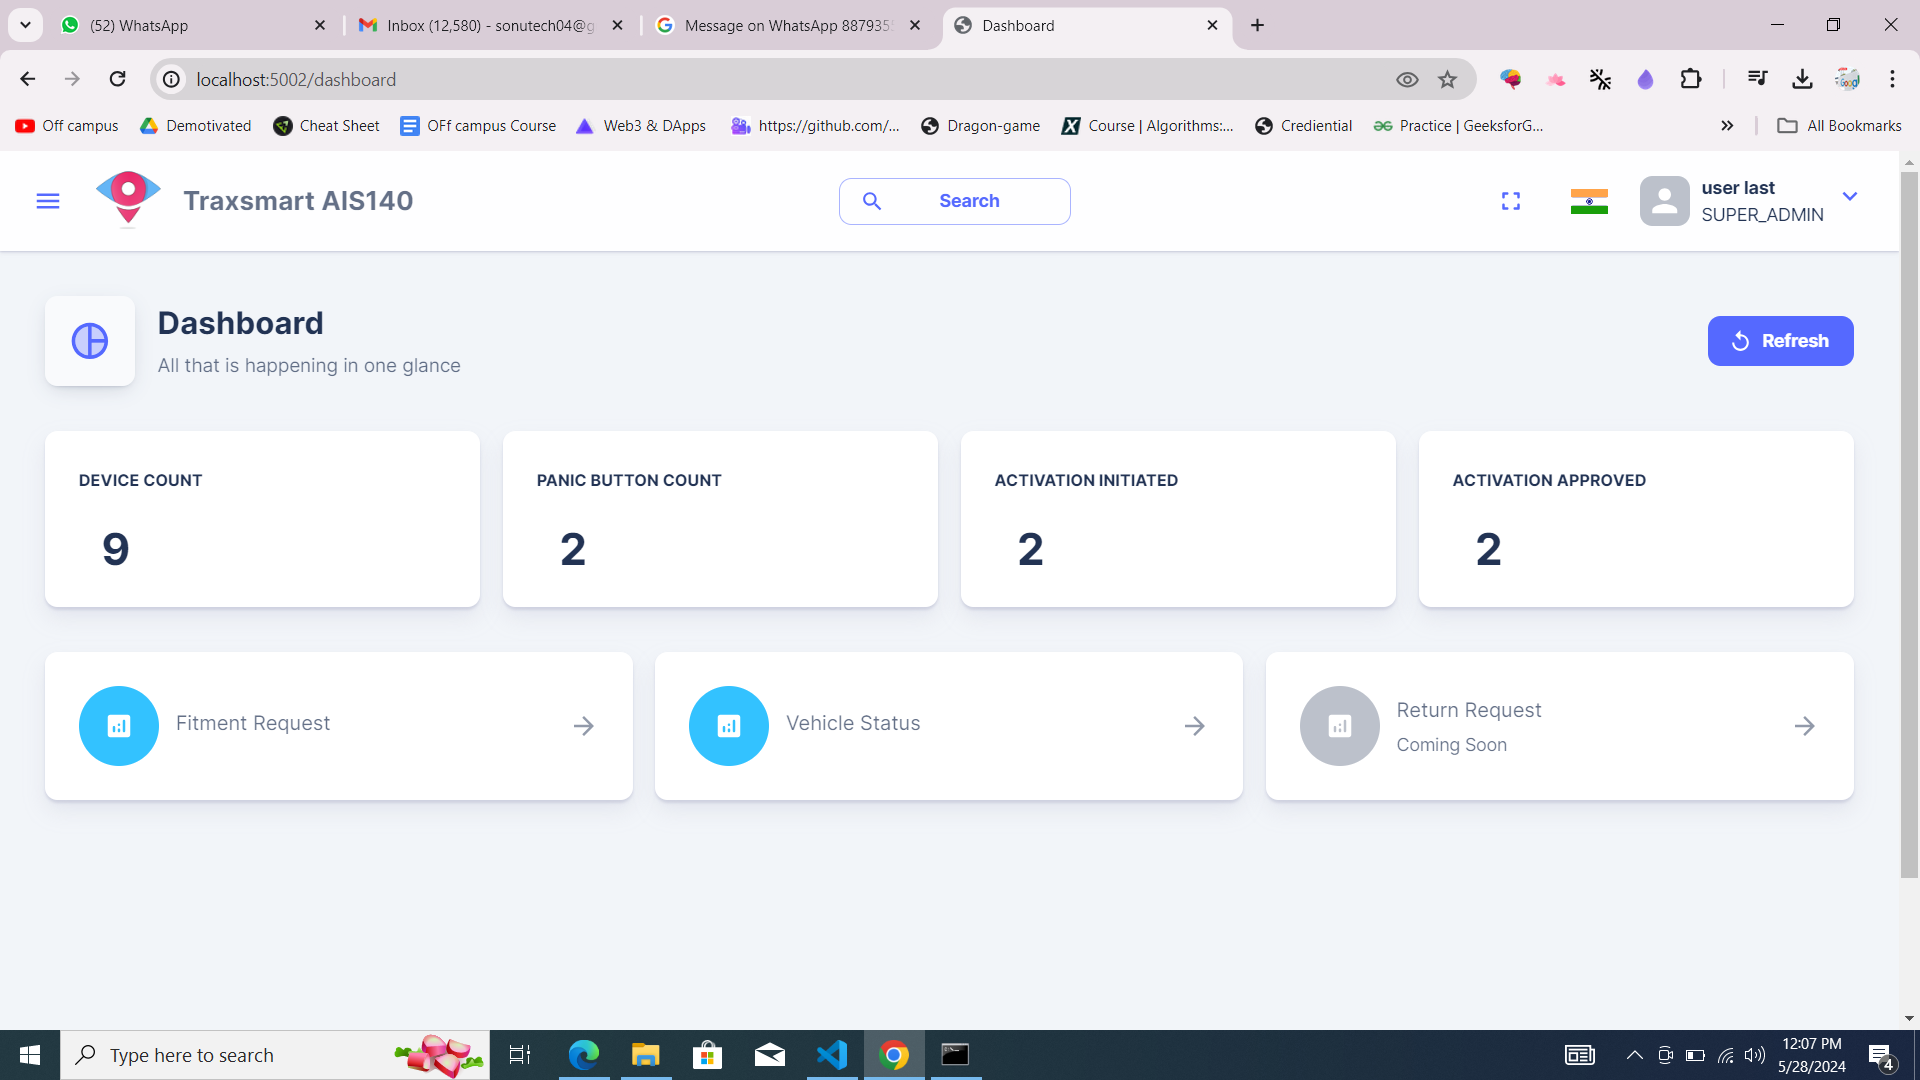 (52) WhatsApp
Inbox (12,580) - sonutech04@g
Message on WhatsApp 887935
Dashboard
localhost:5002/dashboard
Off campus
Demotivated
Cheat Sheet
OFf campus Course
Web3 & DApps
https://github.com/...
Dragon-game
Course | Algorithms:...
Crediential
Practice | GeeksforG...
All Bookmarks
Traxsmart AIS140
Search
user last
SUPER_ADMIN
Dashboard
All that is happening in one glance
Refresh
DEVICE COUNT
9
PANIC BUTTON COUNT
2
ACTIVATION INITIATED
2
ACTIVATION APPROVED
2
Fitment Request
Vehicle Status
Return Request
Coming Soon
Type here to search
12:07 PM
5/28/2024
4